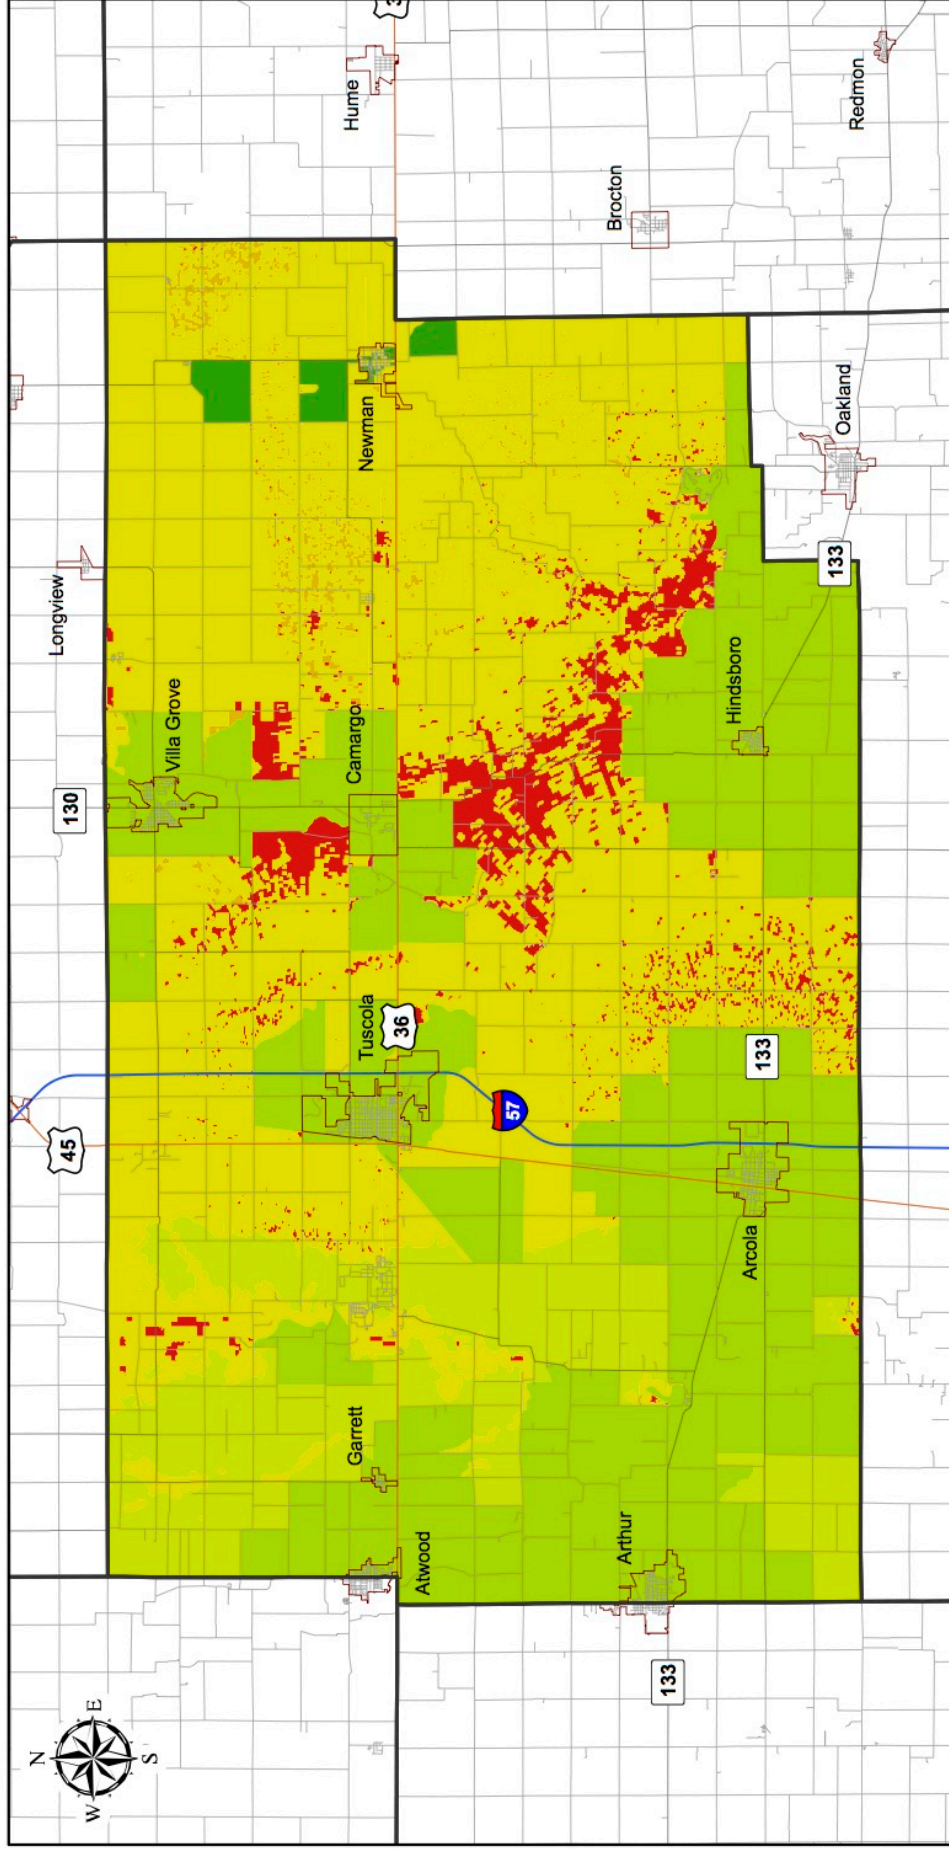 N
Longview
45
130
W E
S
Villa Grove
Hume
Camargo
Garrett
Newman
Tuscola
36
Atwood
57
Brocton
Arthur
133
Hindsboro
Arcola
133
133
Oakland
Redmon